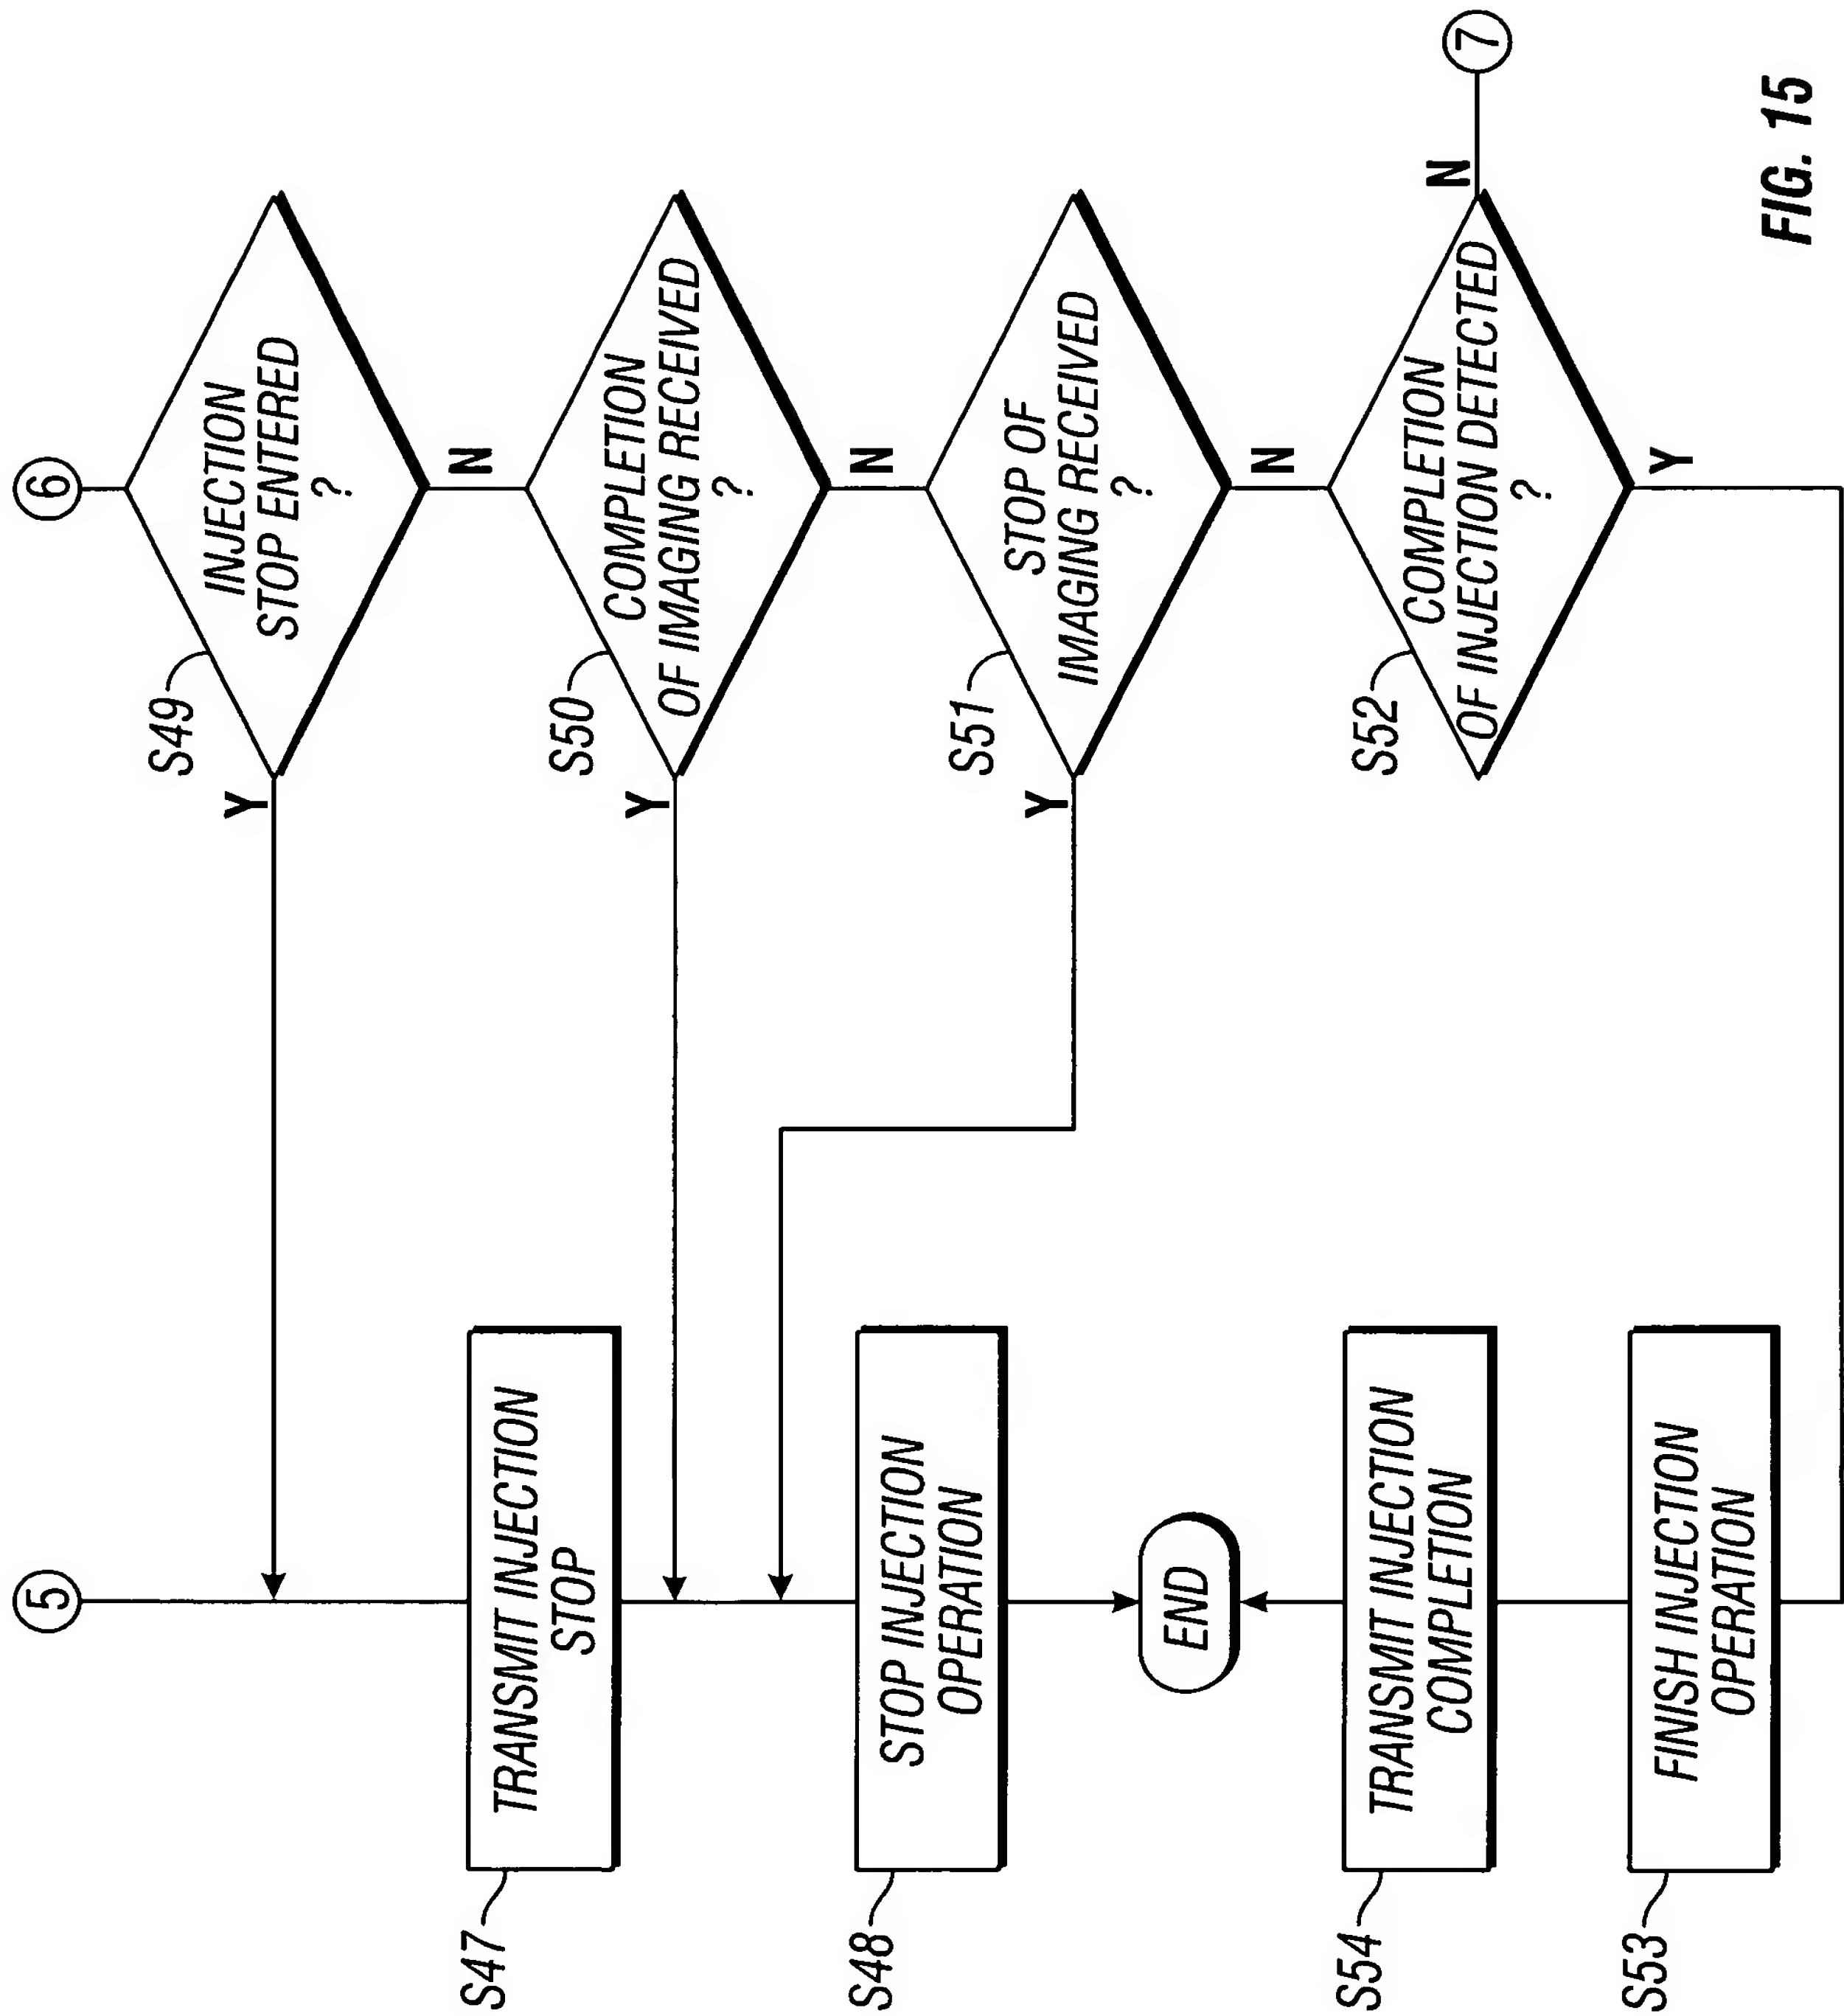 5
6
S49
INJECTION
STOP ENTERED
?
Y
N
S47
TRANSMIT INJECTION
STOP
S50
COMPLETION
OF IMAGING RECEIVED
?
Y
N
S48
STOP INJECTION
OPERATION
S51
STOP OF
IMAGING RECEIVED
?
Y
N
END
S54
TRANSMIT INJECTION
COMPLETION
S52
COMPLETION
OF INJECTION DETECTED
?
N
7
Y
S53
FINISH INJECTION
OPERATION
FIG. 15